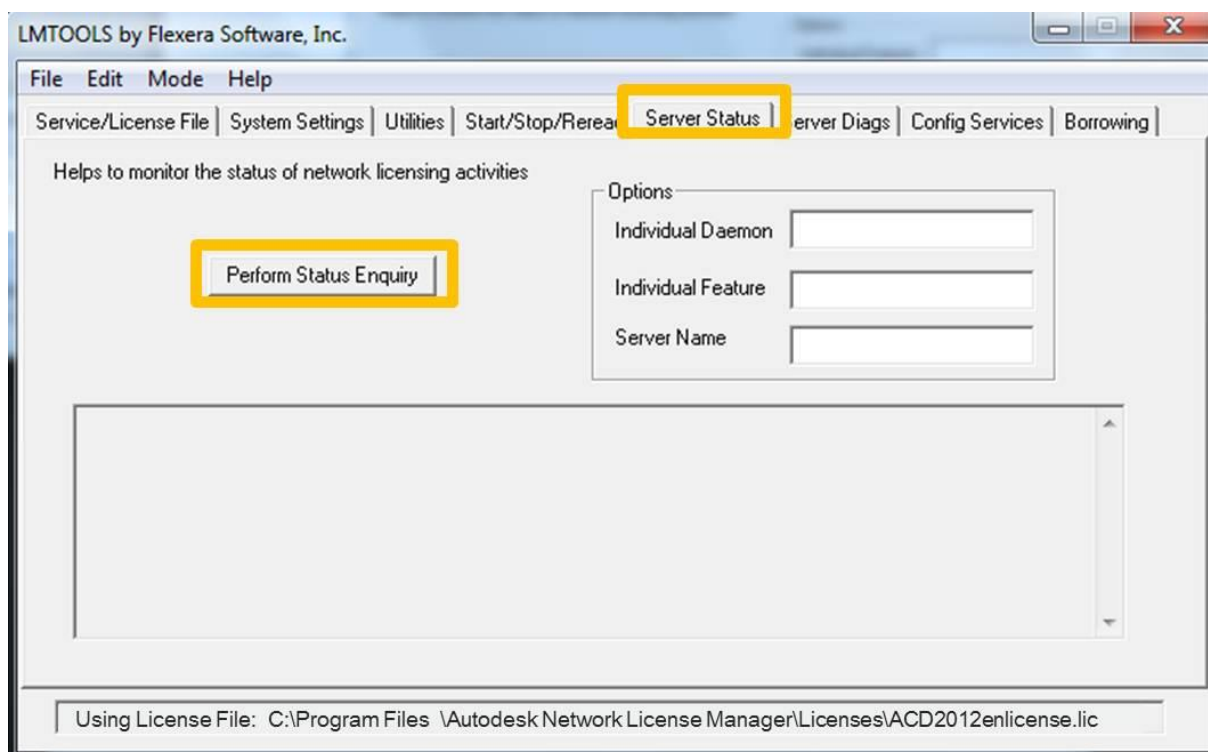 LMTOOLS by Flexera Software, Inc.
File Edit Mode Help
Service/License File System Settings Utilities Start/Stop/Reread Server Status erver Diags Config Services Borrowing
Helps to monitor the status of network licensing activities
Options
Individual Daemon
Perform Status Enquiry
Individual Feature
Server Name
Using License File: C:\Program Files \Autodesk Network License Manager\Licenses\ACD2012enlicense.lic